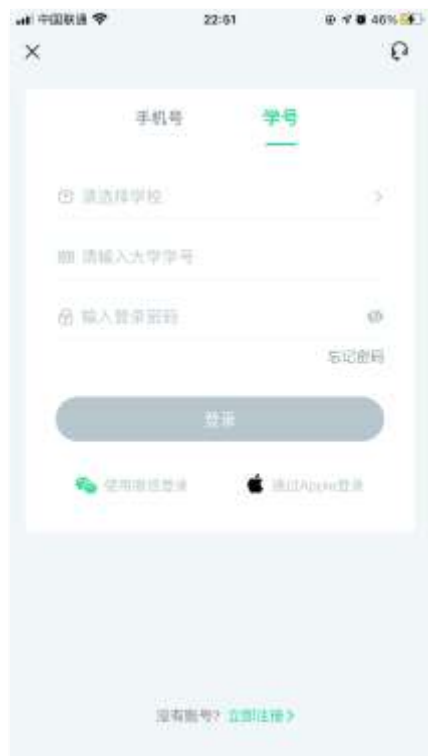 中国联通 22:51 46%
手机号 学号
请选择学校
请输入大学学号
输入登录密码
忘记密码
登录
使用微信登录 通过Apple登录
没有账号? 立即注册>